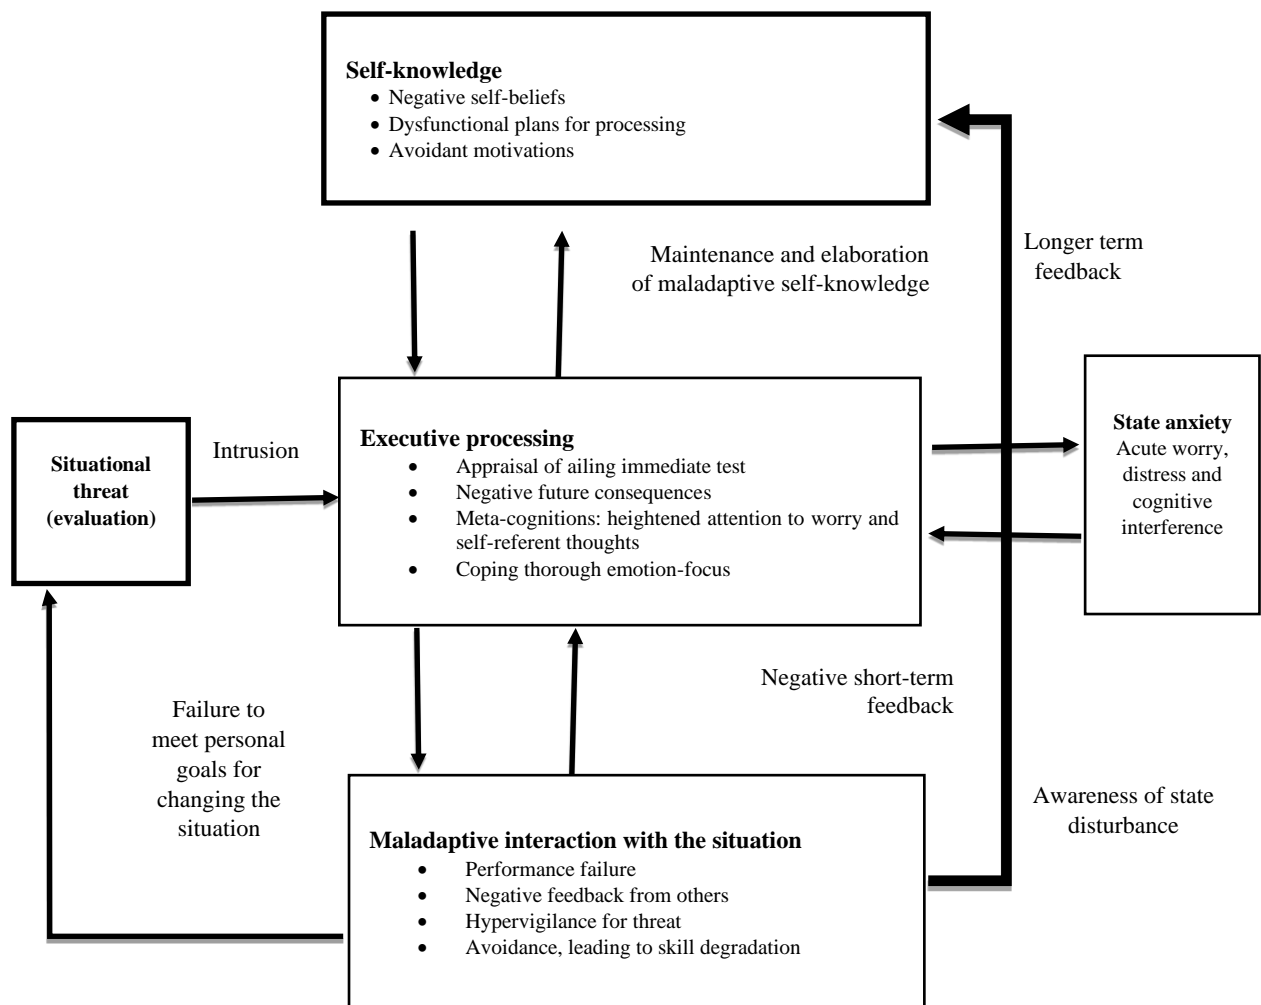 Self-knowledge
• Negative self-beliefs
• Dysfunctional plans for processing
• Avoidant motivations
Maintenance and elaboration
of maladaptive self-knowledge
Longer term
feedback
Situational
threat
(evaluation)
Intrusion
Executive processing
• Appraisal of ailing immediate test
• Negative future consequences
• Meta-cognitions: heightened attention to worry and
self-referent thoughts
• Coping thorough emotion-focus
State anxiety
Acute worry,
distress and
cognitive
interference
Negative short-term
feedback
Failure to
meet personal
goals for
changing the
situation
Awareness of state
disturbance
Maladaptive interaction with the situation
• Performance failure
• Negative feedback from others
• Hypervigilance for threat
• Avoidance, leading to skill degradation